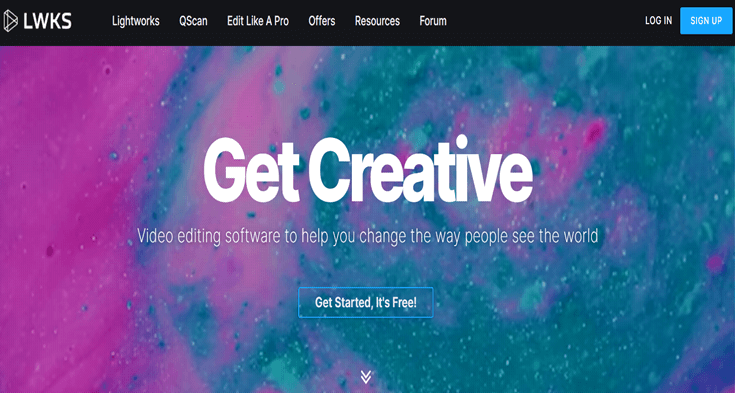 LWKS
Lightworks
QScan
Edit Like A Pro
Offers
Resources
Forum
LOG IN
SIGN UP
Get Creative
Video editing software to help you change the way people see the world
Get Started, It's Free!